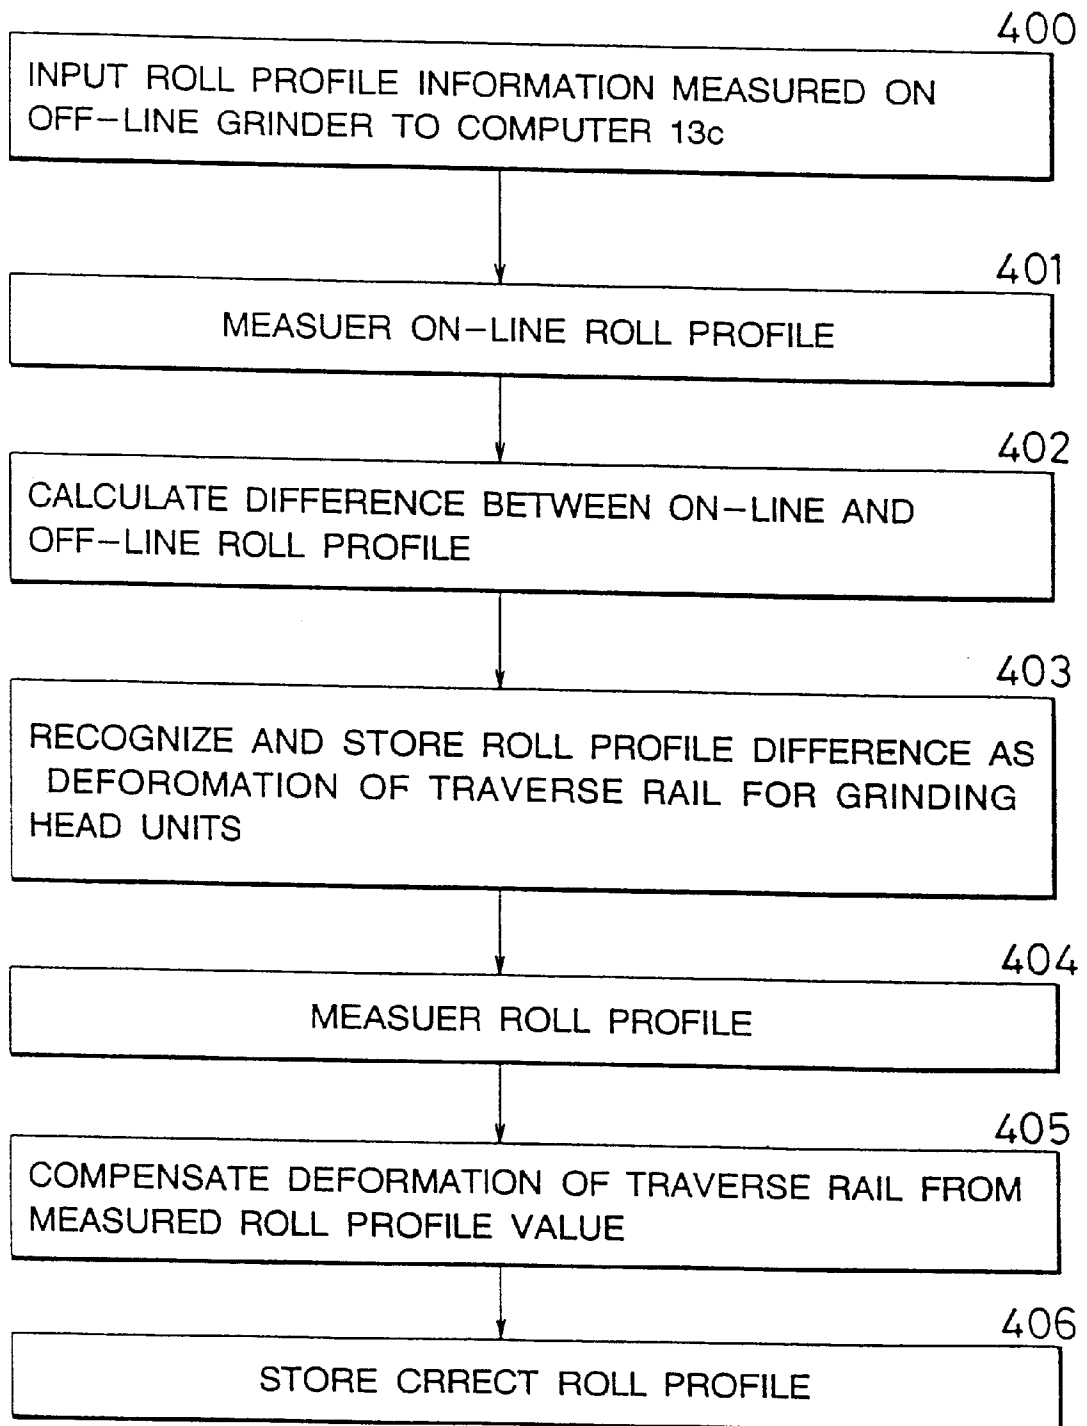 400
INPUT ROLL PROFILE INFORMATION MEASURED ON
OFF-LINE GRINDER TO COMPUTER 13c
401
MEASUER ON-LINE ROLL PROFILE
402
CALCULATE DIFFERENCE BETWEEN ON-LINE AND
OFF-LINE ROLL PROFILE
403
RECOGNIZE AND STORE ROLL PROFILE DIFFERENCE AS
DEFOROMATION OF TRAVERSE RAIL FOR GRINDING
HEAD UNITS
404
MEASUER ROLL PROFILE
405
COMPENSATE DEFORMATION OF TRAVERSE RAIL FROM
MEASURED ROLL PROFILE VALUE
406
STORE CRRECT ROLL PROFILE